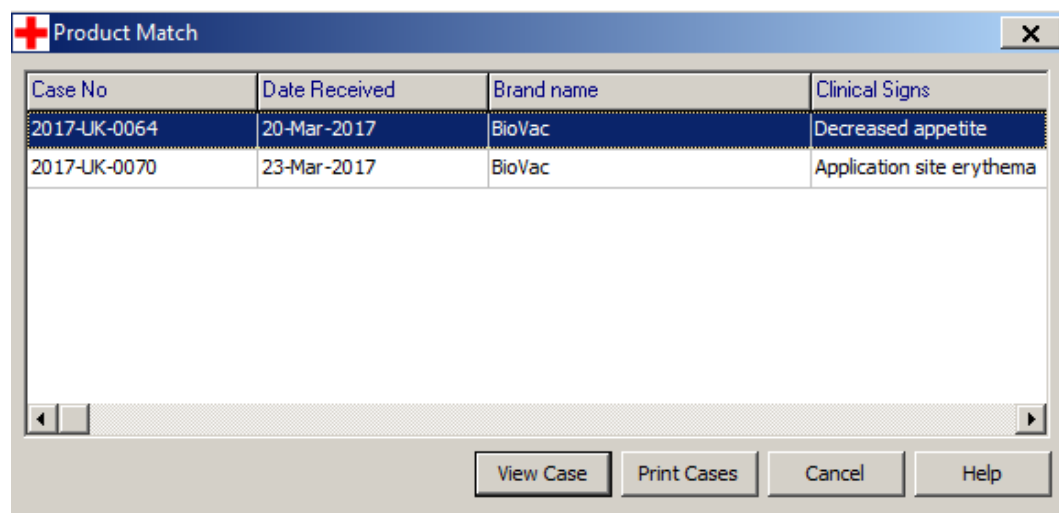 Product Match
Case No Date Received Brand name Clinical Signs
2017-UK-0064 20-Mar-2017 BioVac Decreased appetite
2017-UK-0070 23-Mar-2017 BioVac Application site erythema
View Case Print Cases Cancel Help